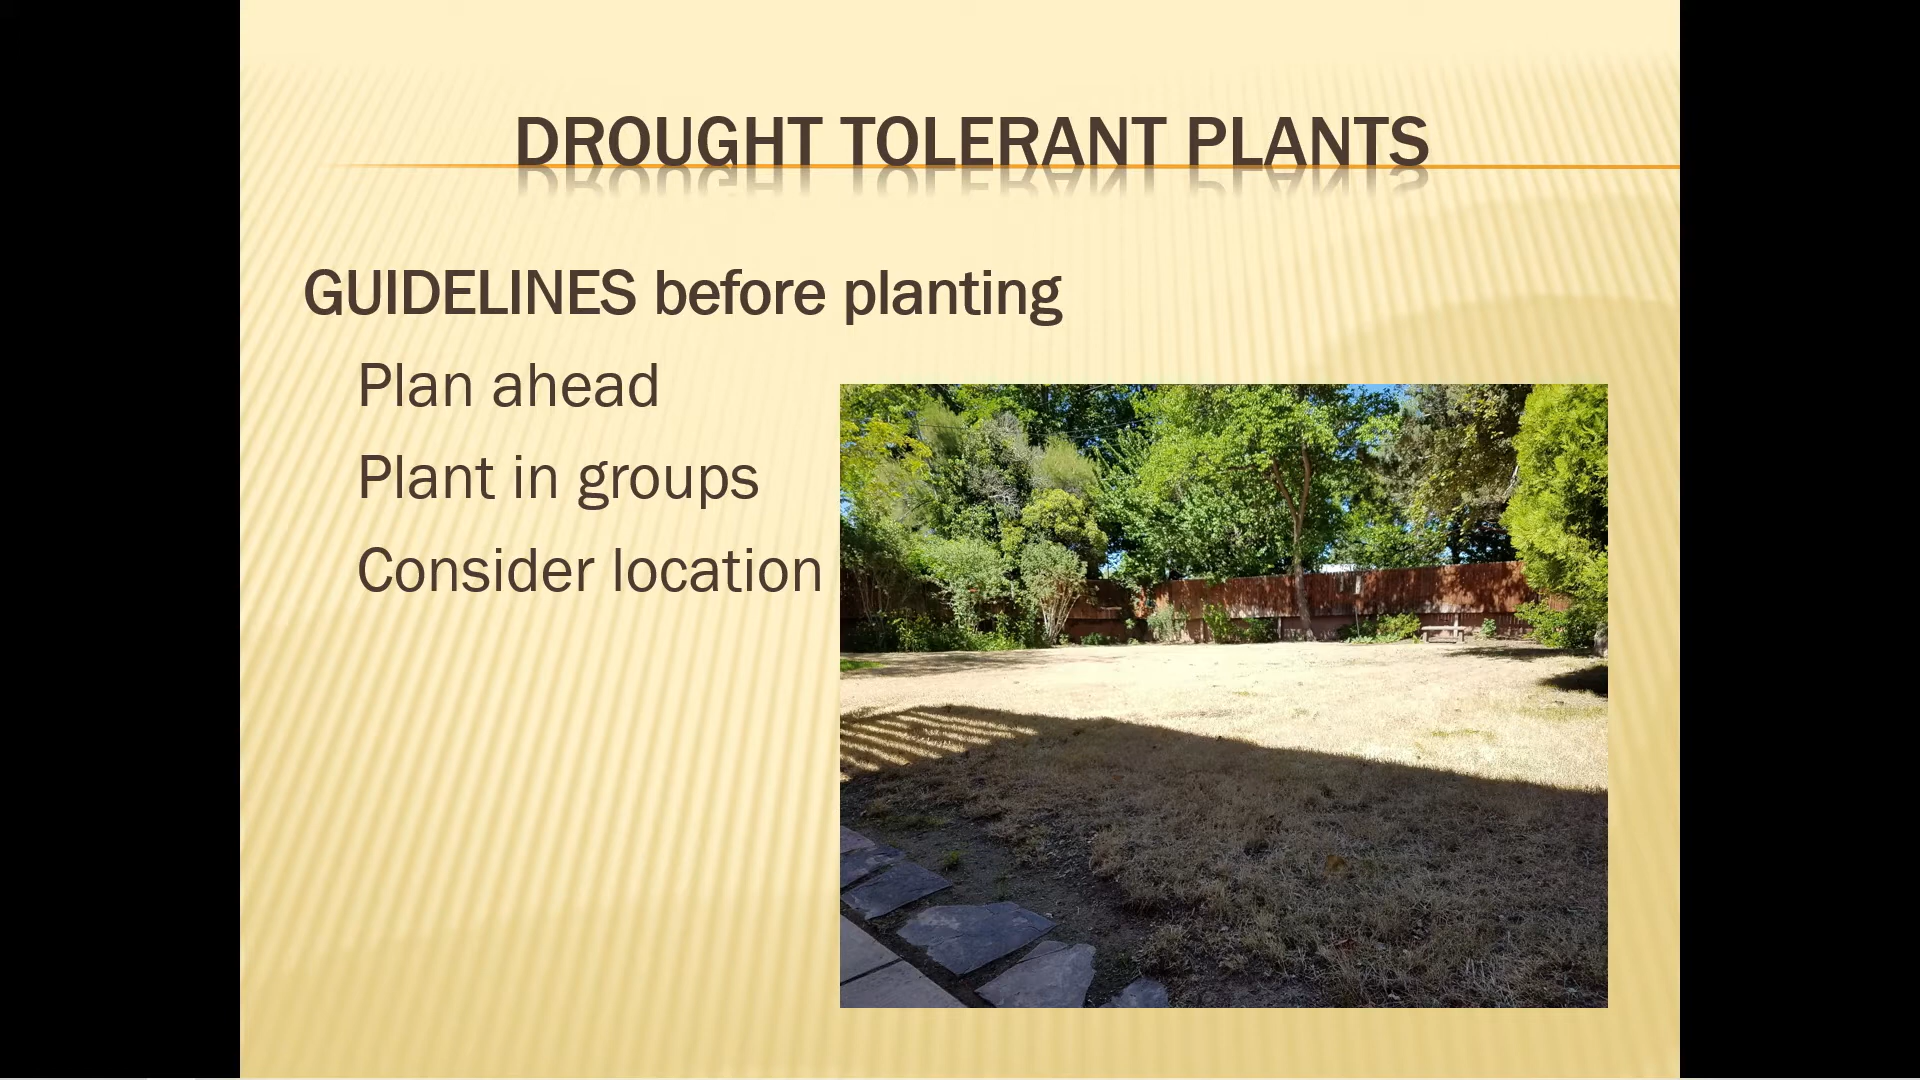 DROUGHT TOLERANT PLANTS
GUIDELINES before planting
Plan ahead
Plant in groups
Consider location